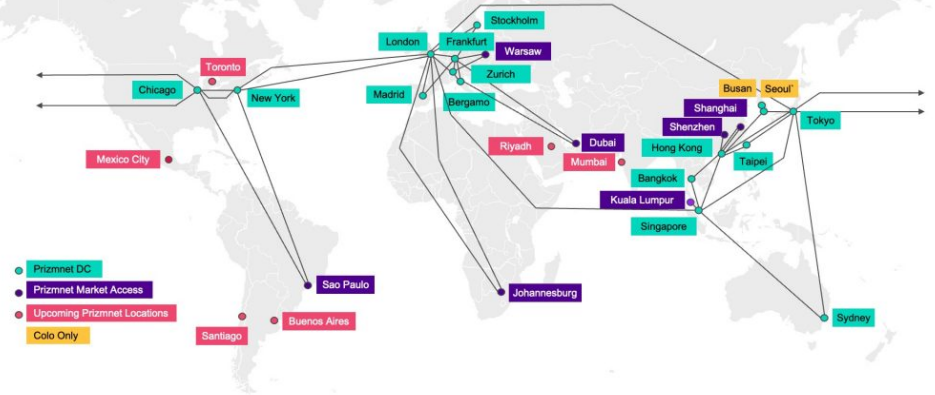 Stockholm
London
Frankfurt
Warsaw
Toronto
Zurich
Chicago
New York
Madrid
Bergamo
Busan
Seoul*
Shanghai
Tokyo
Shenzhen
Dubai
Riyadh
Hong Kong
Mexico City
Mumbai
Taipei
Bangkok
Kuala Lumpur
Singapore
Prizmnet DC
Prizmnet Market Access
Sao Paulo
Johannesburg
Upcoming Prizmnet Locations
Buenos Aires
Sydney
Colo Only
Santiago